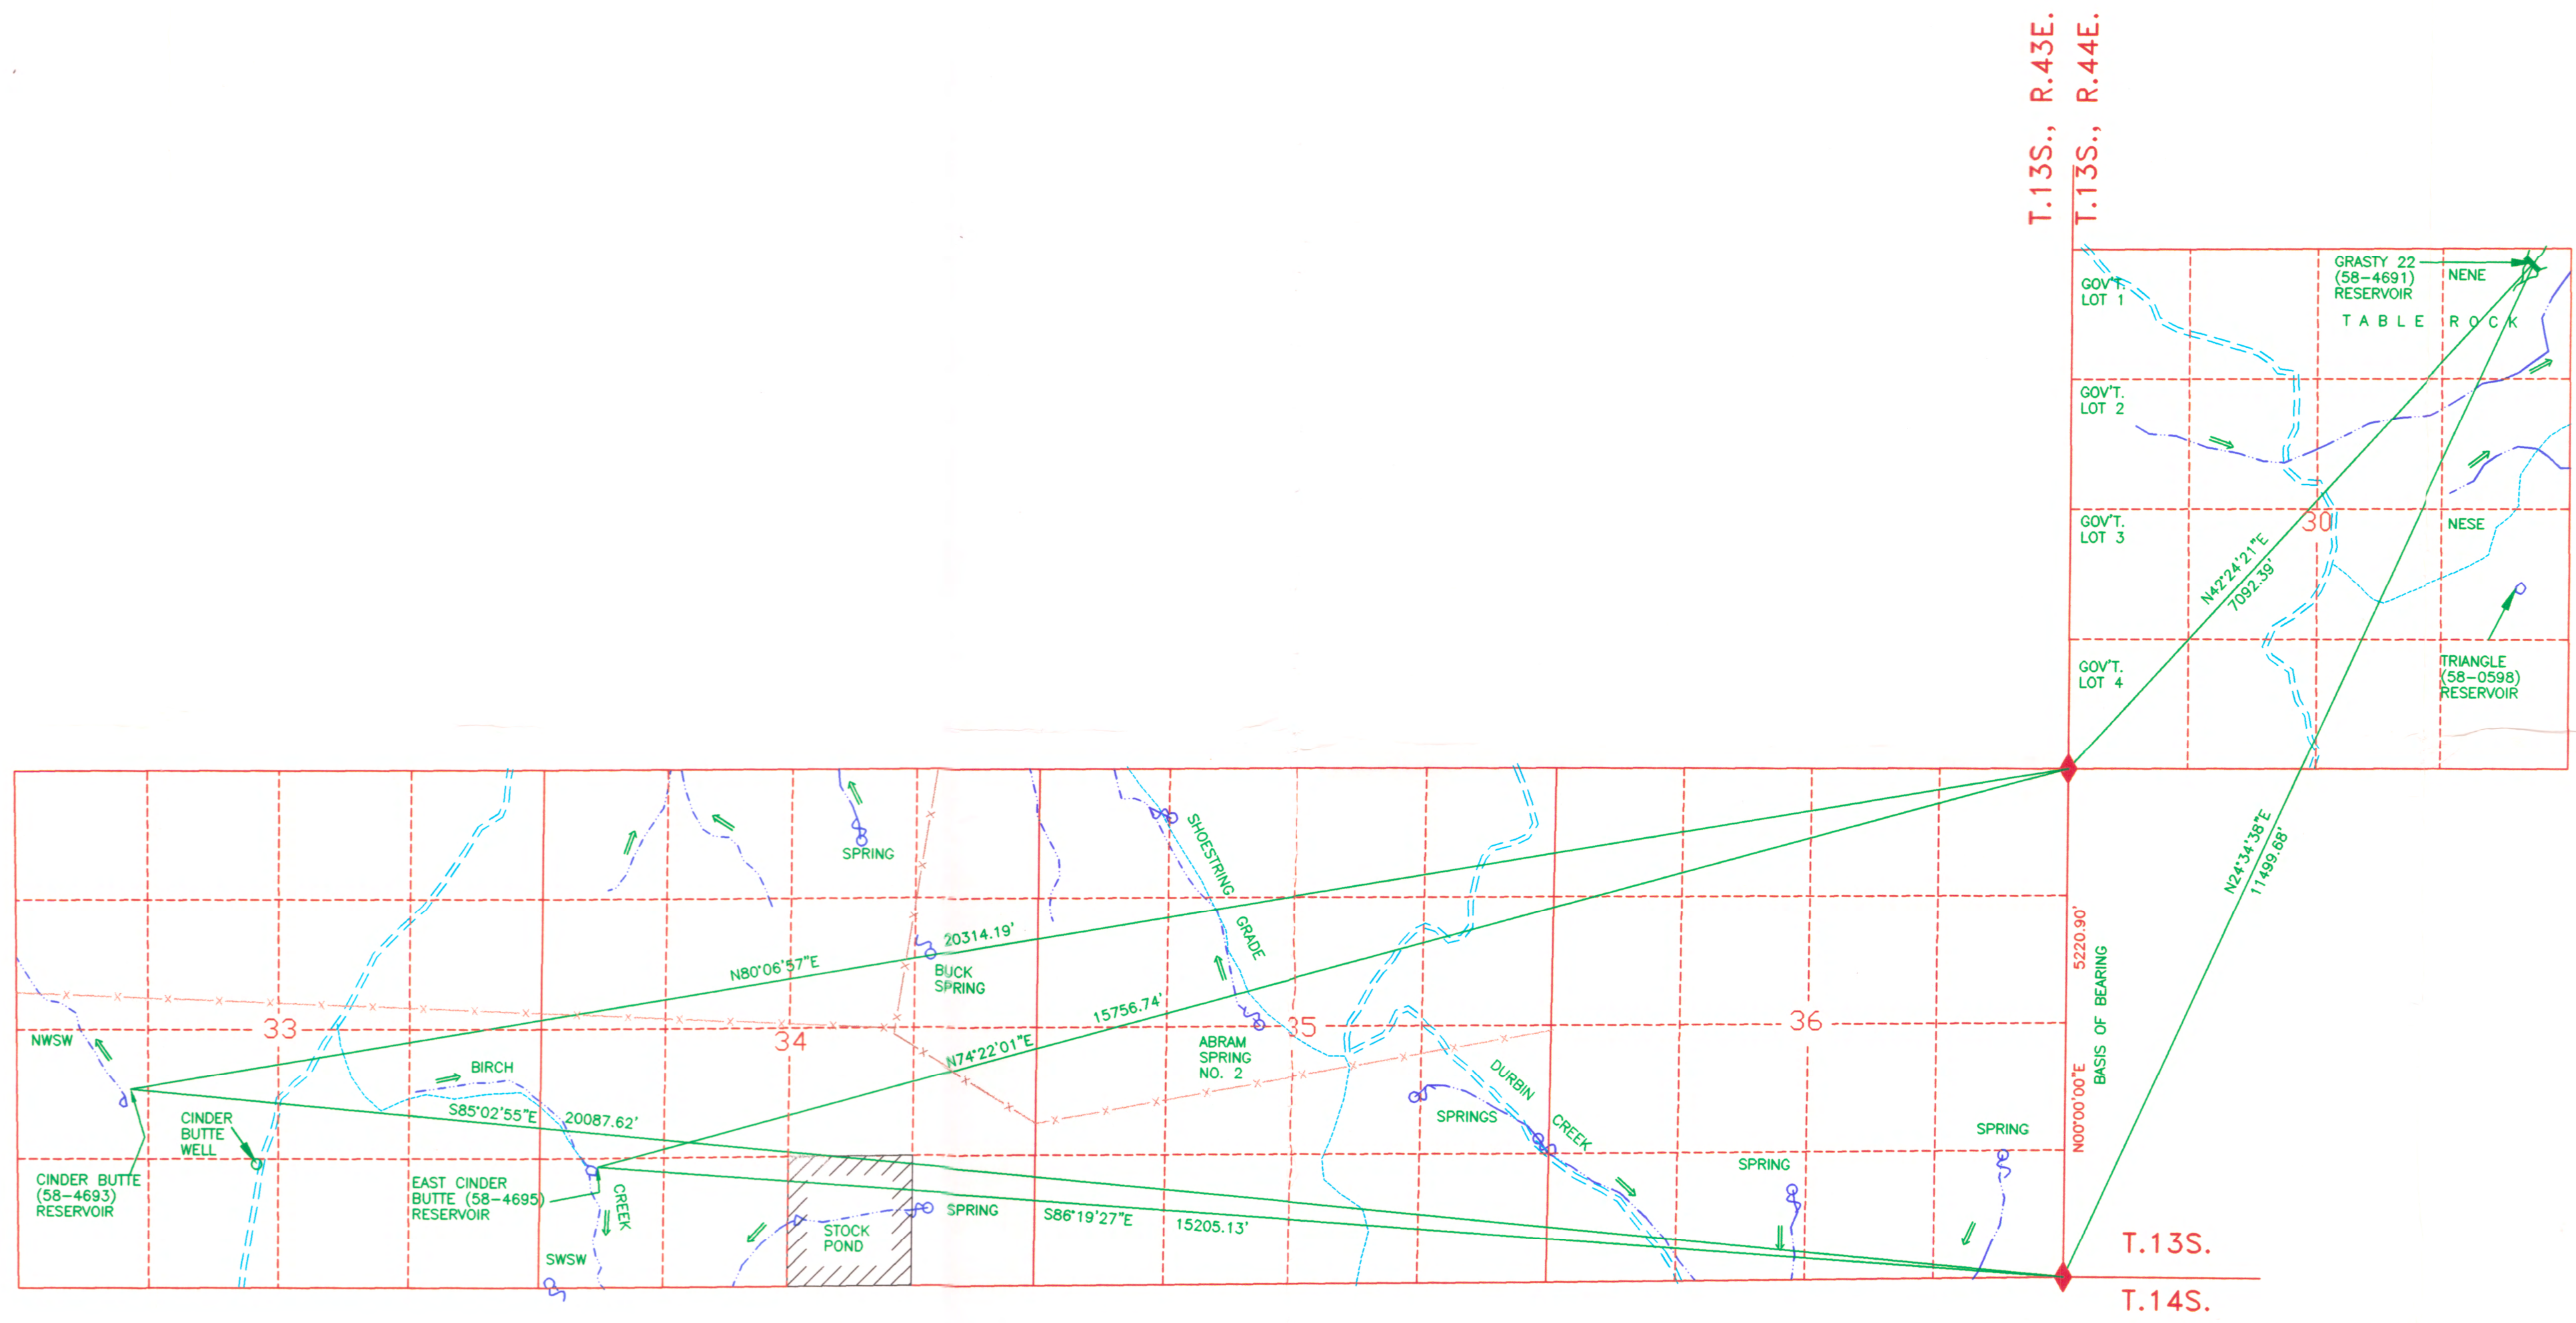 T.13S., R.43E.
T.13S., R.44E.
GOV'T.
LOT 1
GRASTY 22
(58-4691)
RESERVOIR
NENE
TABLE ROCK
GOV'T.
LOT 2
GOV'T.
LOT 3
30
NESE
N42°24'21"E
7092.39'
GOV'T.
LOT 4
TRIANGLE
(58-0598)
RESERVOIR
SPRING
SHOESTRING
GRADE
N24°34'38"E
11499.68'
20314.19'
N80°06'57"E
BUCK
SPRING
5220.90'
BASIS OF BEARING
N00°00'00"E
15756.74'
N74°22'01"E
33
34
35
36
NWSW
ABRAM
SPRING
NO. 2
BIRCH
DURBIN
CREEK
SPRINGS
S85°02'55"E
20087.62'
CINDER
BUTTE
WELL
SPRING
SPRING
CINDER BUTTE
(58-4693)
RESERVOIR
EAST CINDER
BUTTE (58-4695)
RESERVOIR
CREEK
SPRING
S86°19'27"E
15205.13'
STOCK
POND
SWSW
T.13S.
T.14S.